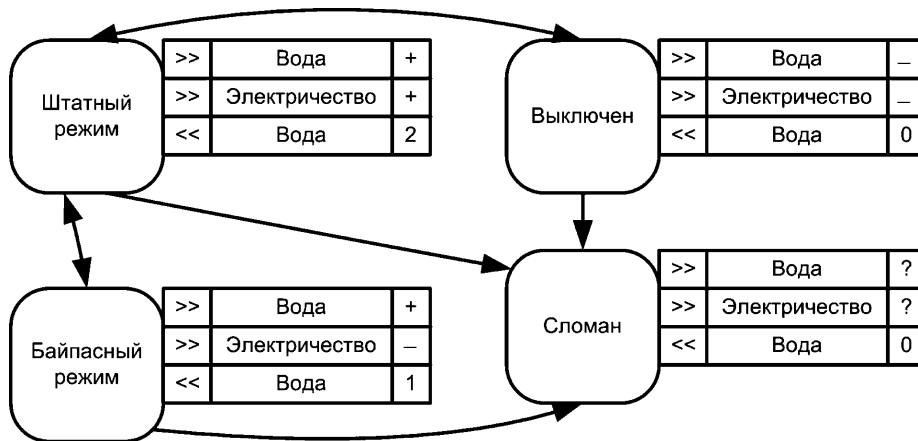 Штатный
режим
>> Вода +
>> Электричество +
<< Вода 2
Выключен
>> Вода –
>> Электричество –
<< Вода 0
Байпасный
режим
>> Вода +
>> Электричество –
<< Вода 1
Сломан
>> Вода ?
>> Электричество ?
<< Вода 0